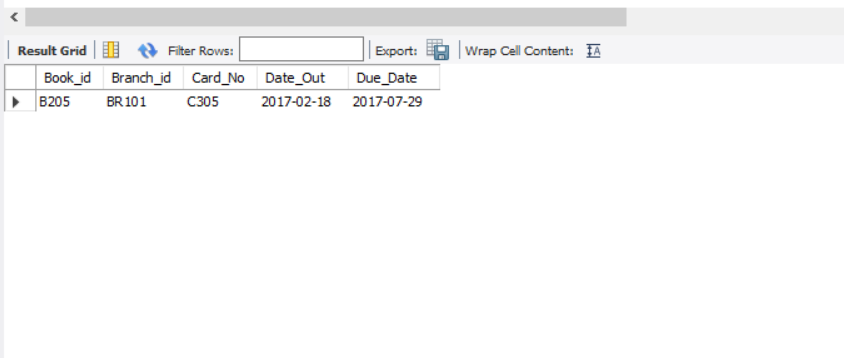 Result Grid Filter Rows: Export: Wrap Cell Content: IA
Book_id Branch_id Card_No Date_Out Due_Date
B205 BR101 C305 2017-02-18 2017-07-29